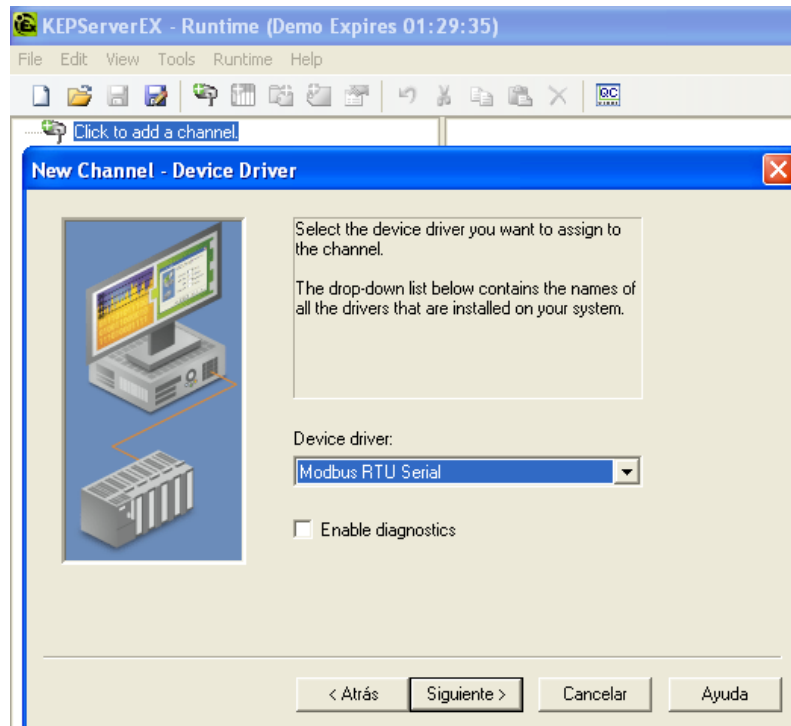 KEPServerEX - Runtime (Demo Expires 01:29:35)
File Edit View Tools Runtime Help
QC
Click to add a channel.
New Channel - Device Driver
Select the device driver you want to assign to
the channel.
The drop-down list below contains the names of
all the drivers that are installed on your system.
Device driver:
Modbus RTU Serial
Enable diagnostics
< Atrás Siguiente > Cancelar Ayuda